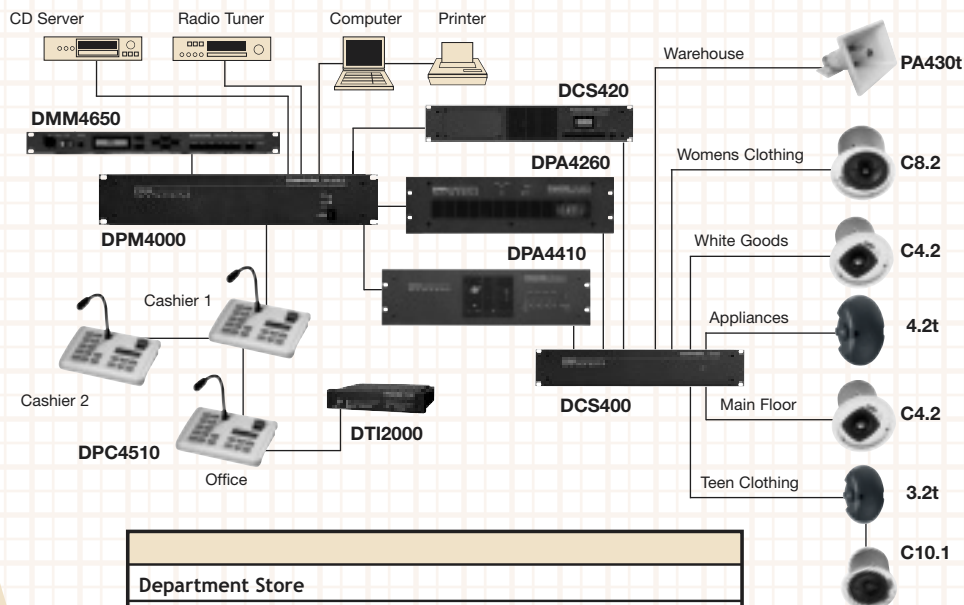 CD Server
Radio Tuner
Computer
Printer
Warehouse
PA430t
DCS420
DMM4650
DPA4260
Womens Clothing
C8.2
DPM4000
White Goods
C4.2
DPA4410
Cashier 1
Appliances
4.2t
Cashier 2
DCS400
Main Floor
C4.2
DTI2000
DPC4510
Office
Teen Clothing
3.2t
C10.1
Department Store